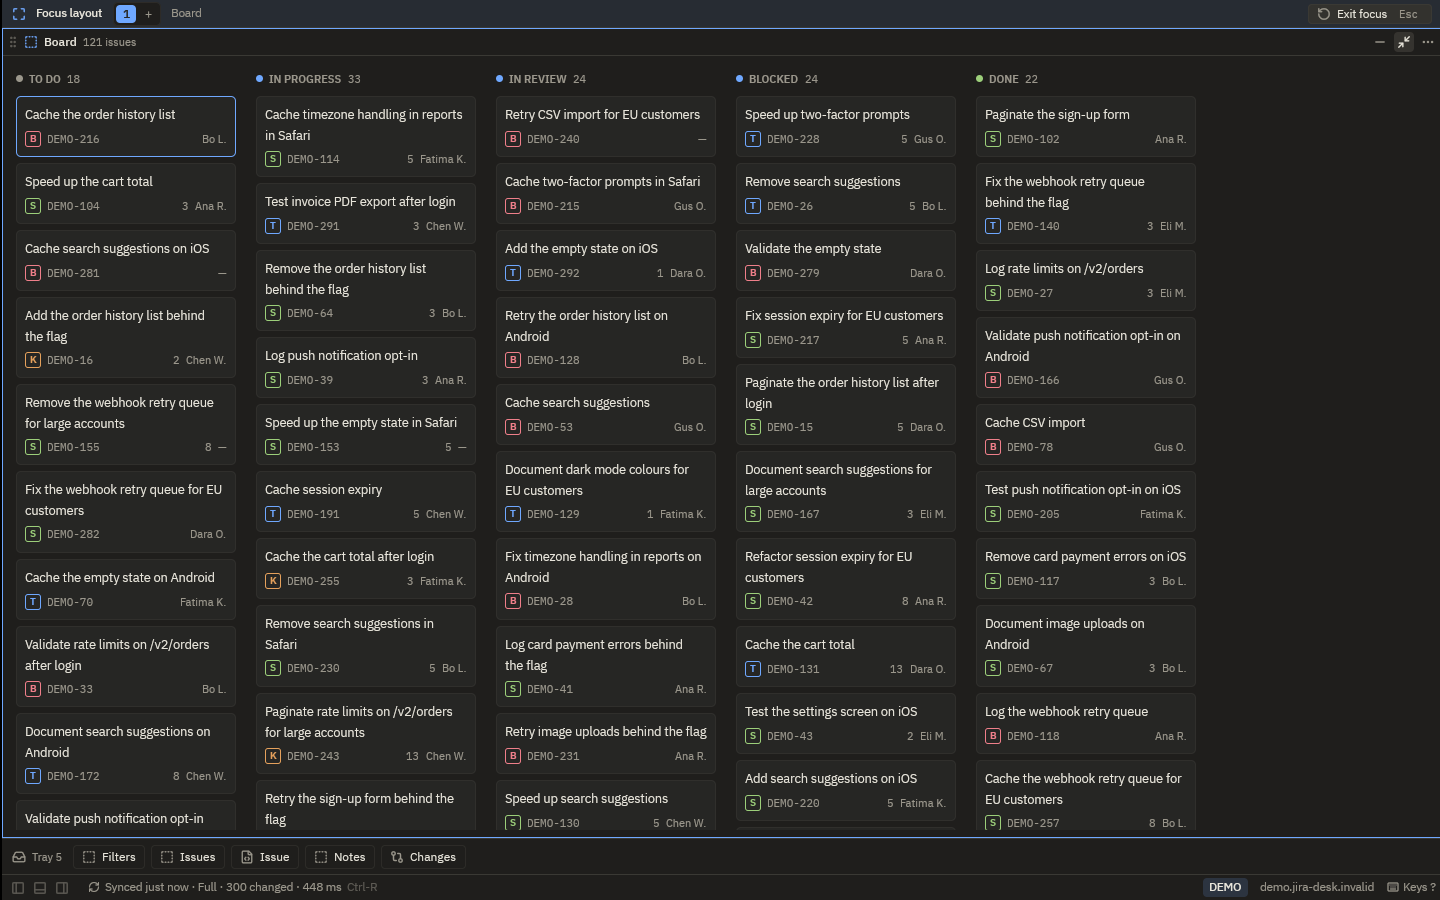 Focus layout 1 + Board Exit focus Esc
Board 121 issues
TO DO 18
Cache the order history list
B DEMO-216 Bo L.
Speed up the cart total
S DEMO-104 3 Ana R.
Cache search suggestions on iOS
B DEMO-281 —
Add the order history list behind
the flag
K DEMO-16 2 Chen W.
Remove the webhook retry queue
for large accounts
S DEMO-155 8 —
Fix the webhook retry queue for EU
customers
S DEMO-282 Dara O.
Cache the empty state on Android
T DEMO-70 Fatima K.
Validate rate limits on /v2/orders
after login
B DEMO-33 Bo L.
Document search suggestions on
Android
T DEMO-172 8 Chen W.
Validate push notification opt-in
IN PROGRESS 33
Cache timezone handling in reports
in Safari
S DEMO-114 5 Fatima K.
Test invoice PDF export after login
T DEMO-291 3 Chen W.
Remove the order history list
behind the flag
S DEMO-64 3 Bo L.
Log push notification opt-in
S DEMO-39 3 Ana R.
Speed up the empty state in Safari
S DEMO-153 5 —
Cache session expiry
T DEMO-191 5 Chen W.
Cache the cart total after login
K DEMO-255 3 Fatima K.
Remove search suggestions in
Safari
S DEMO-230 5 Bo L.
Paginate rate limits on /v2/orders
for large accounts
K DEMO-243 13 Chen W.
Retry the sign-up form behind the
flag
IN REVIEW 24
Retry CSV import for EU customers
B DEMO-240 —
Cache two-factor prompts in Safari
B DEMO-215 Gus O.
Add the empty state on iOS
T DEMO-292 1 Dara O.
Retry the order history list on
Android
B DEMO-128 Bo L.
Cache search suggestions
B DEMO-53 Gus O.
Document dark mode colours for
EU customers
T DEMO-129 1 Fatima K.
Fix timezone handling in reports on
Android
B DEMO-28 Bo L.
Log card payment errors behind
the flag
S DEMO-41 Ana R.
Retry image uploads behind the flag
B DEMO-231 Ana R.
Speed up search suggestions
S DEMO-130 5 Chen W.
BLOCKED 24
Speed up two-factor prompts
T DEMO-228 5 Gus O.
Remove search suggestions
T DEMO-26 5 Bo L.
Validate the empty state
B DEMO-279 Dara O.
Fix session expiry for EU customers
S DEMO-217 5 Ana R.
Paginate the order history list after
login
S DEMO-15 5 Dara O.
Document search suggestions for
large accounts
S DEMO-167 3 Eli M.
Refactor session expiry for EU
customers
S DEMO-42 8 Ana R.
Cache the cart total
T DEMO-131 13 Dara O.
Test the settings screen on iOS
S DEMO-43 2 Eli M.
Add search suggestions on iOS
S DEMO-220 5 Fatima K.
DONE 22
Paginate the sign-up form
S DEMO-102 Ana R.
Fix the webhook retry queue
behind the flag
T DEMO-140 3 Eli M.
Log rate limits on /v2/orders
S DEMO-27 3 Eli M.
Validate push notification opt-in on
Android
B DEMO-166 Gus O.
Cache CSV import
B DEMO-78 Gus O.
Test push notification opt-in on iOS
S DEMO-205 Fatima K.
Remove card payment errors on iOS
S DEMO-117 3 Bo L.
Document image uploads on
Android
S DEMO-67 3 Bo L.
Log the webhook retry queue
B DEMO-118 Ana R.
Cache the webhook retry queue for
EU customers
S DEMO-257 8 Bo L.
Tray 5 Filters Issues Issue Notes Changes
Synced just now · Full · 300 changed · 448 ms Ctrl-R DEMO demo.jira-desk.invalid Keys ?